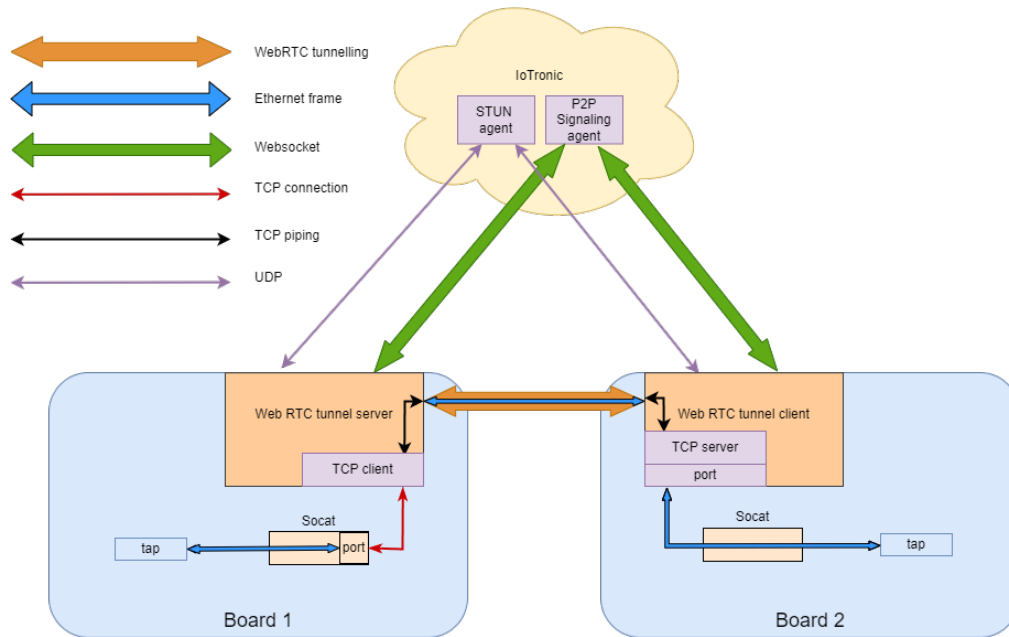 WebRTC tunnelling
Ethernet frame
Websocket
TCP connection
TCP piping
UDP
IoTronic
STUN
agent
P2P
Signaling
agent
Web RTC tunnel server
TCP client
Socat
port
tap
Board 1
Web RTC tunnel client
TCP server
port
Socat
tap
Board 2